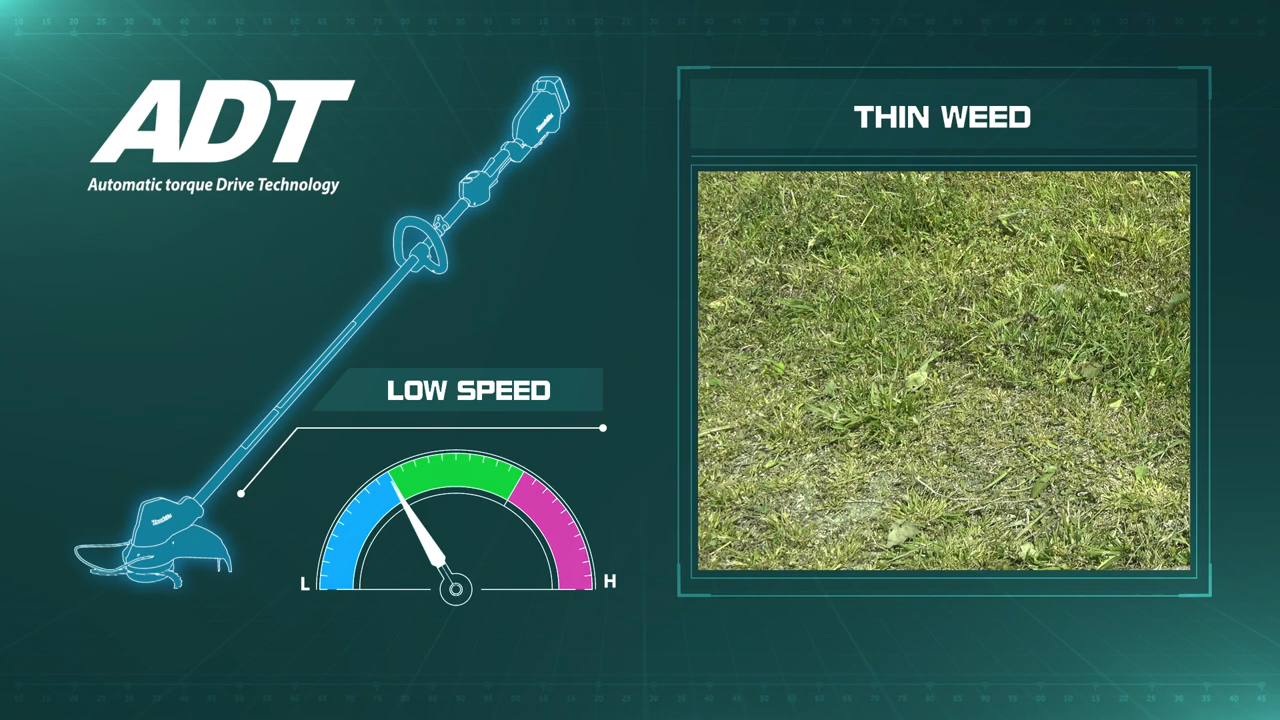 ADT
Automatic torque Drive Technology
THIN WEED
LOW SPEED
L
H